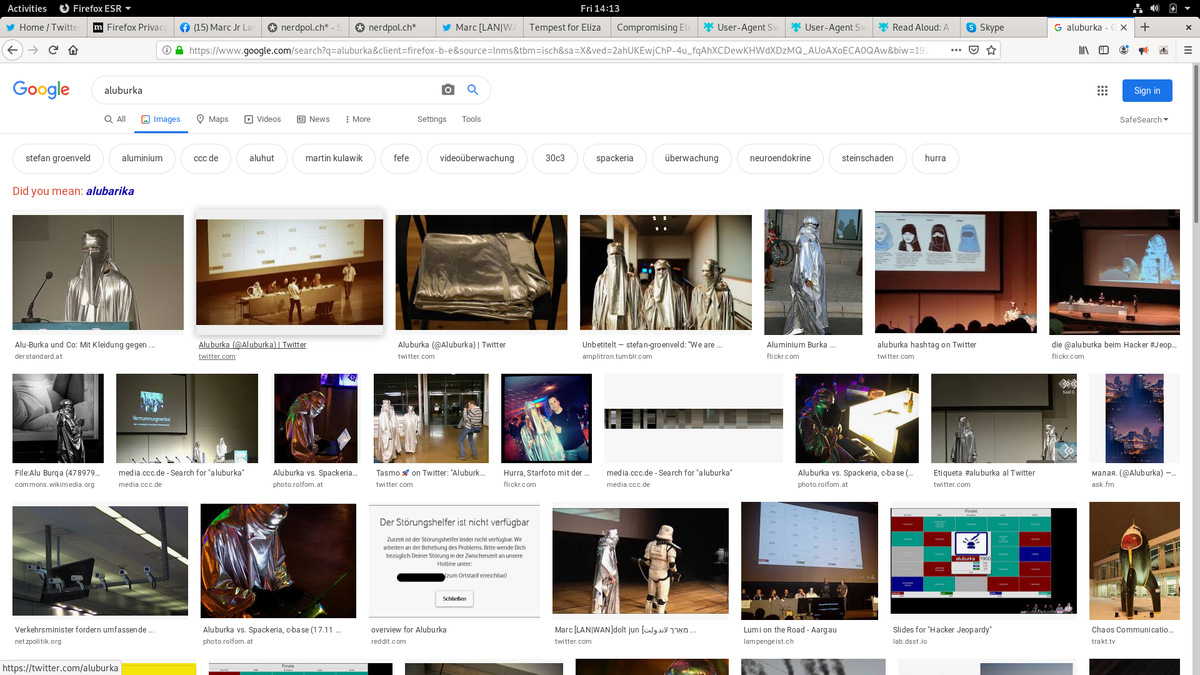 Activities Firefox ESR Fri 14:13
Home / Twitter Firefox Privac (15) Marc Jr La nerdpol.ch* - S nerdpol.ch* Marc [LAN|WA Tempest for Eliza Compromising El User-Agent Sw User-Agent Sw Read Aloud: A Skype aluburka - G
https://www.google.com/search?q=aluburka&client=firefox-b-e&source=lnms&tbm=isch&sa=X&ved=2ahUKEwjChP-4u_fqAhXCDewKHWdXDzMQ_AUoAXoECA0QAw&biw=19
Google aluburka Sign in
All Images Maps Videos News More Settings Tools SafeSearch
stefan groenveld aluminium ccc de aluhut martin kulawik fefe videoüberwachung 30c3 spackeria überwachung neuroendokrine steinschaden hurra
Did you mean: alubarika
Alu-Burka und Co: Mit Kleidung gegen ... Aluburka (@Aluburka) | Twitter Aluburka (@Aluburka) | Twitter Unbetitelt — stefan-groenveld: "We are ... Aluminium Burka ... aluburka hashtag on Twitter die @aluburka beim Hacker #Jeop...
derstandard.at twitter.com twitter.com amplitron.tumblr.com flickr.com twitter.com flickr.com
File:Alu Burqa (478979... media.ccc.de - Search for "aluburka" Aluburka vs. Spackeria... Tasmo 🚀 on Twitter: "Aluburk... Hurra, Starfoto mit der ... media.ccc.de - Search for "aluburka" Aluburka vs. Spackeria, c-base (... Etiqueta #aluburka al Twitter малая. (@Aluburka) —...
commons.wikimedia.org media.ccc.de photo.rolfom.at twitter.com flickr.com media.ccc.de photo.rolfom.at twitter.com ask.fm
Der Störungshelfer ist nicht verfügbar
Zurzeit ist der Störungshelfer leider nicht verfügbar. Wir
arbeiten an der Behebung des Problems. Bitte wende Dich
bezüglich Deiner Störung in der Zwischenzeit an unsere
Hotline unter:
(zum Ortstarif erreichbar)
Schließen
Finale
aluburka 1900
Verkehrsminister fordern umfassende ... Aluburka vs. Spackeria, c-base (17.11 ... overview for Aluburka Marc [LAN|WAN]dolt jun [מארך לאנדולט ... Lumi on the Road - Aargau Slides for "Hacker Jeopardy" Chaos Communicatio...
netzpolitik.org photo.rolfom.at reddit.com twitter.com lampengeist.ch lab.dsst.io trakt.tv
https://twitter.com/aluburka
Finale